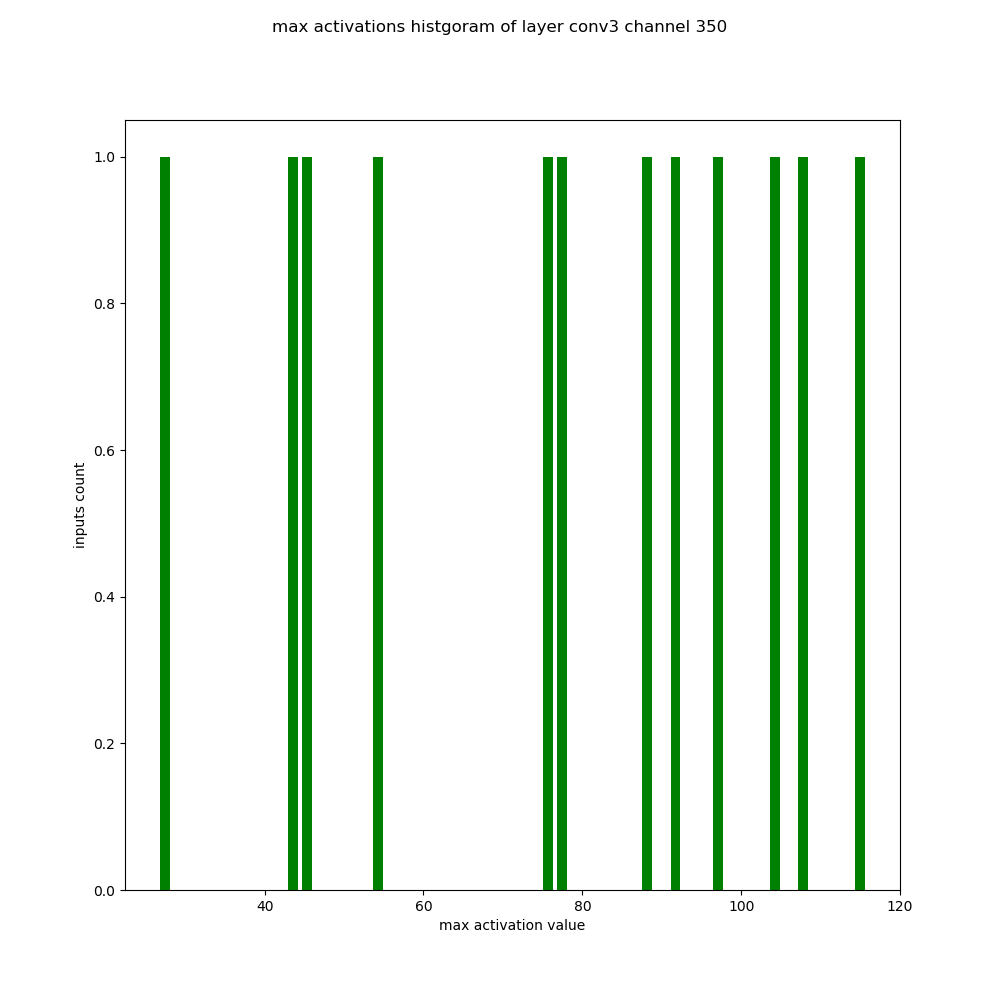 max activations histgoram of layer conv3 channel 350
1.0
0.8
0.6
0.4
0.2
0.0
inputs count
40 60 80 100 120
max activation value